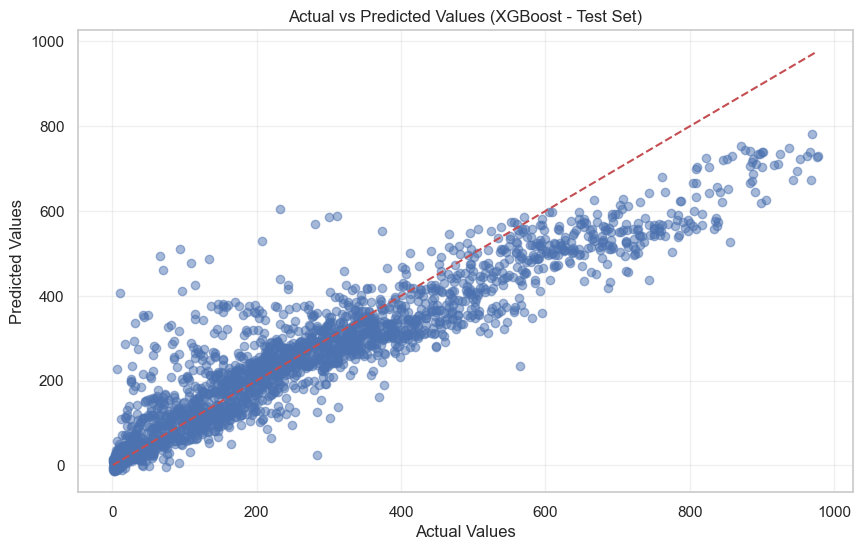 Actual vs Predicted Values (XGBoost - Test Set)
1000
800
600
400
200
0
Predicted Values
0 200 400 600 800 1000
Actual Values